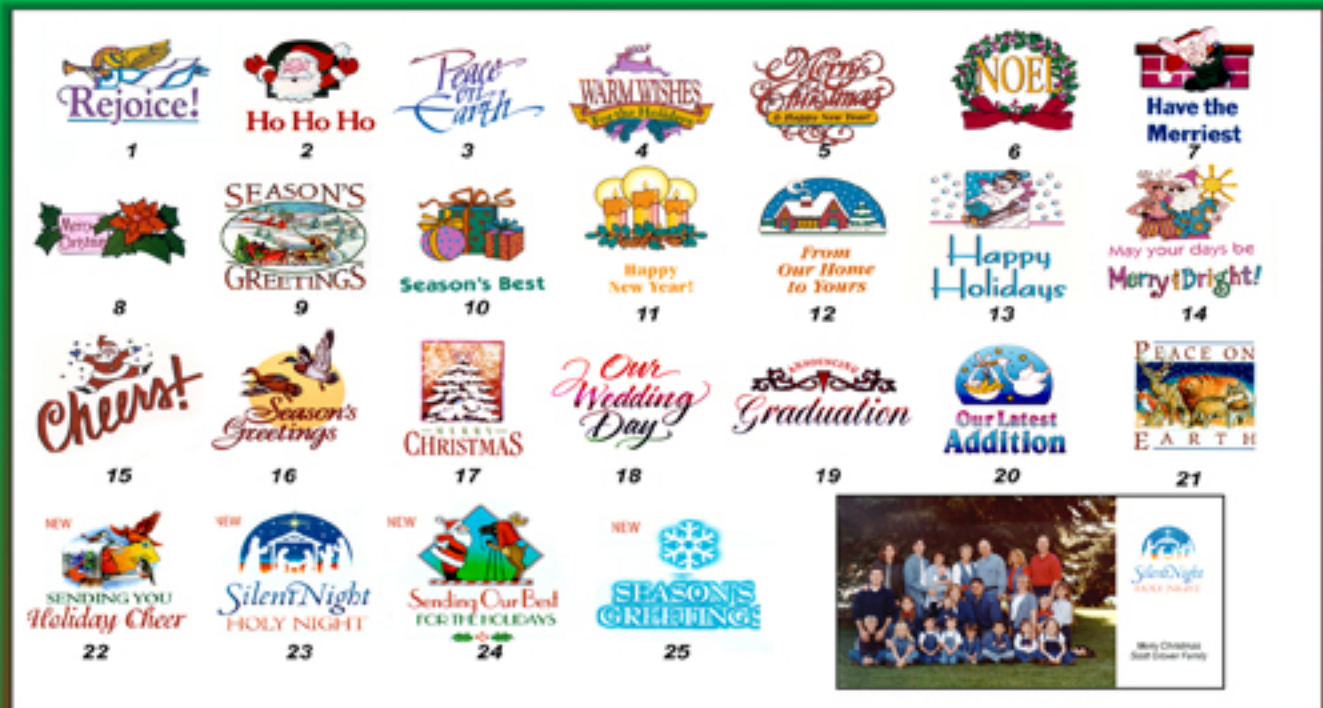 Rejoice!
1
Ho Ho Ho
2
Peace
on
Earth
3
WARM WISHES
For the Holidays
4
Merry
Christmas
& Happy New Year!
5
NOEL
6
Have the
Merriest
7
Merry
Christmas
8
SEASON'S
GREETINGS
9
Season's Best
10
Happy
New Year!
11
From
Our Home
to Yours
12
Happy
Holidays
13
May your days be
Merry & Bright!
14
Cheers!
15
Season's
Greetings
16
MERRY
CHRISTMAS
17
Our
Wedding
Day
18
ANNOUNCING
Graduation
19
Our Latest
Addition
20
PEACE ON
EARTH
21
NEW
SENDING YOU
Holiday Cheer
22
NEW
Silent Night
HOLY NIGHT
23
NEW
Sending Our Best
FOR THE HOLIDAYS
24
NEW
SEASON'S
GREETINGS
25
Silent Night
HOLY NIGHT
Merry Christmas
Scott Grover Family